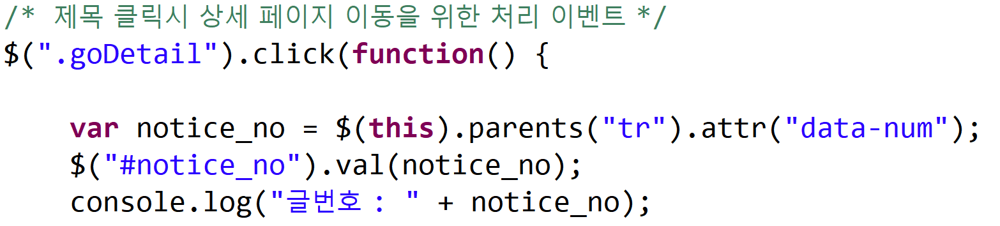 /* 제목 클릭시 상세 페이지 이동을 위한 처리 이벤트 */
$(".goDetail").click(function() {
var notice_no = $(this).parents("tr").attr("data-num");
$("#notice_no").val(notice_no);
console.log("글번호 : " + notice_no);